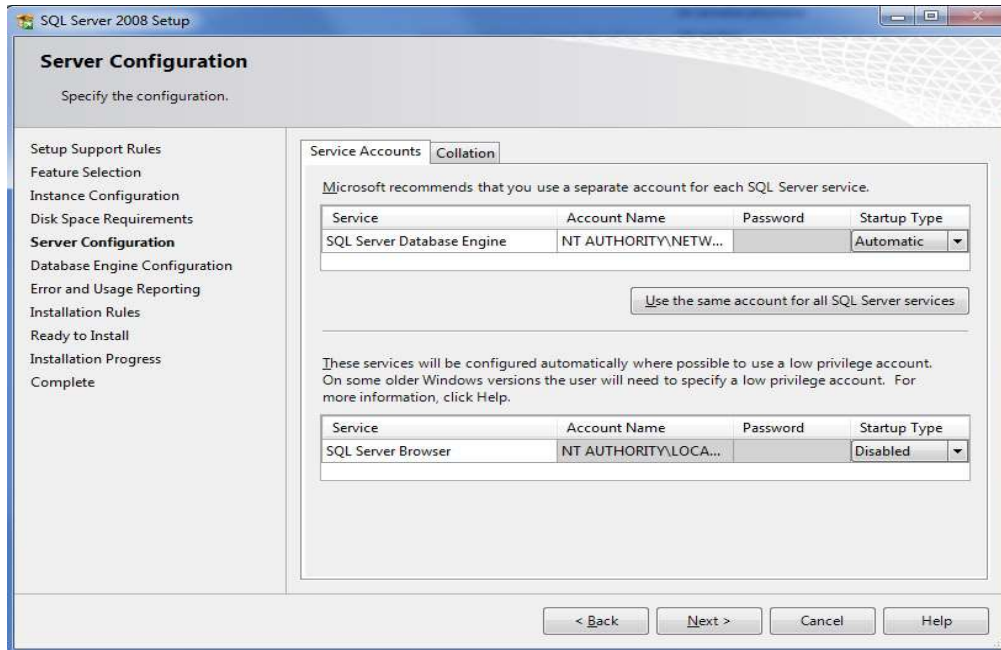 SQL Server 2008 Setup
Server Configuration
Specify the configuration.
Setup Support Rules
Feature Selection
Instance Configuration
Disk Space Requirements
Server Configuration
Database Engine Configuration
Error and Usage Reporting
Installation Rules
Ready to Install
Installation Progress
Complete
Service Accounts Collation
Microsoft recommends that you use a separate account for each SQL Server service.
Service Account Name Password Startup Type
SQL Server Database Engine NT AUTHORITY\NETW... Automatic
Use the same account for all SQL Server services
These services will be configured automatically where possible to use a low privilege account.
On some older Windows versions the user will need to specify a low privilege account. For
more information, click Help.
Service Account Name Password Startup Type
SQL Server Browser NT AUTHORITY\LOCA... Disabled
< Back Next > Cancel Help